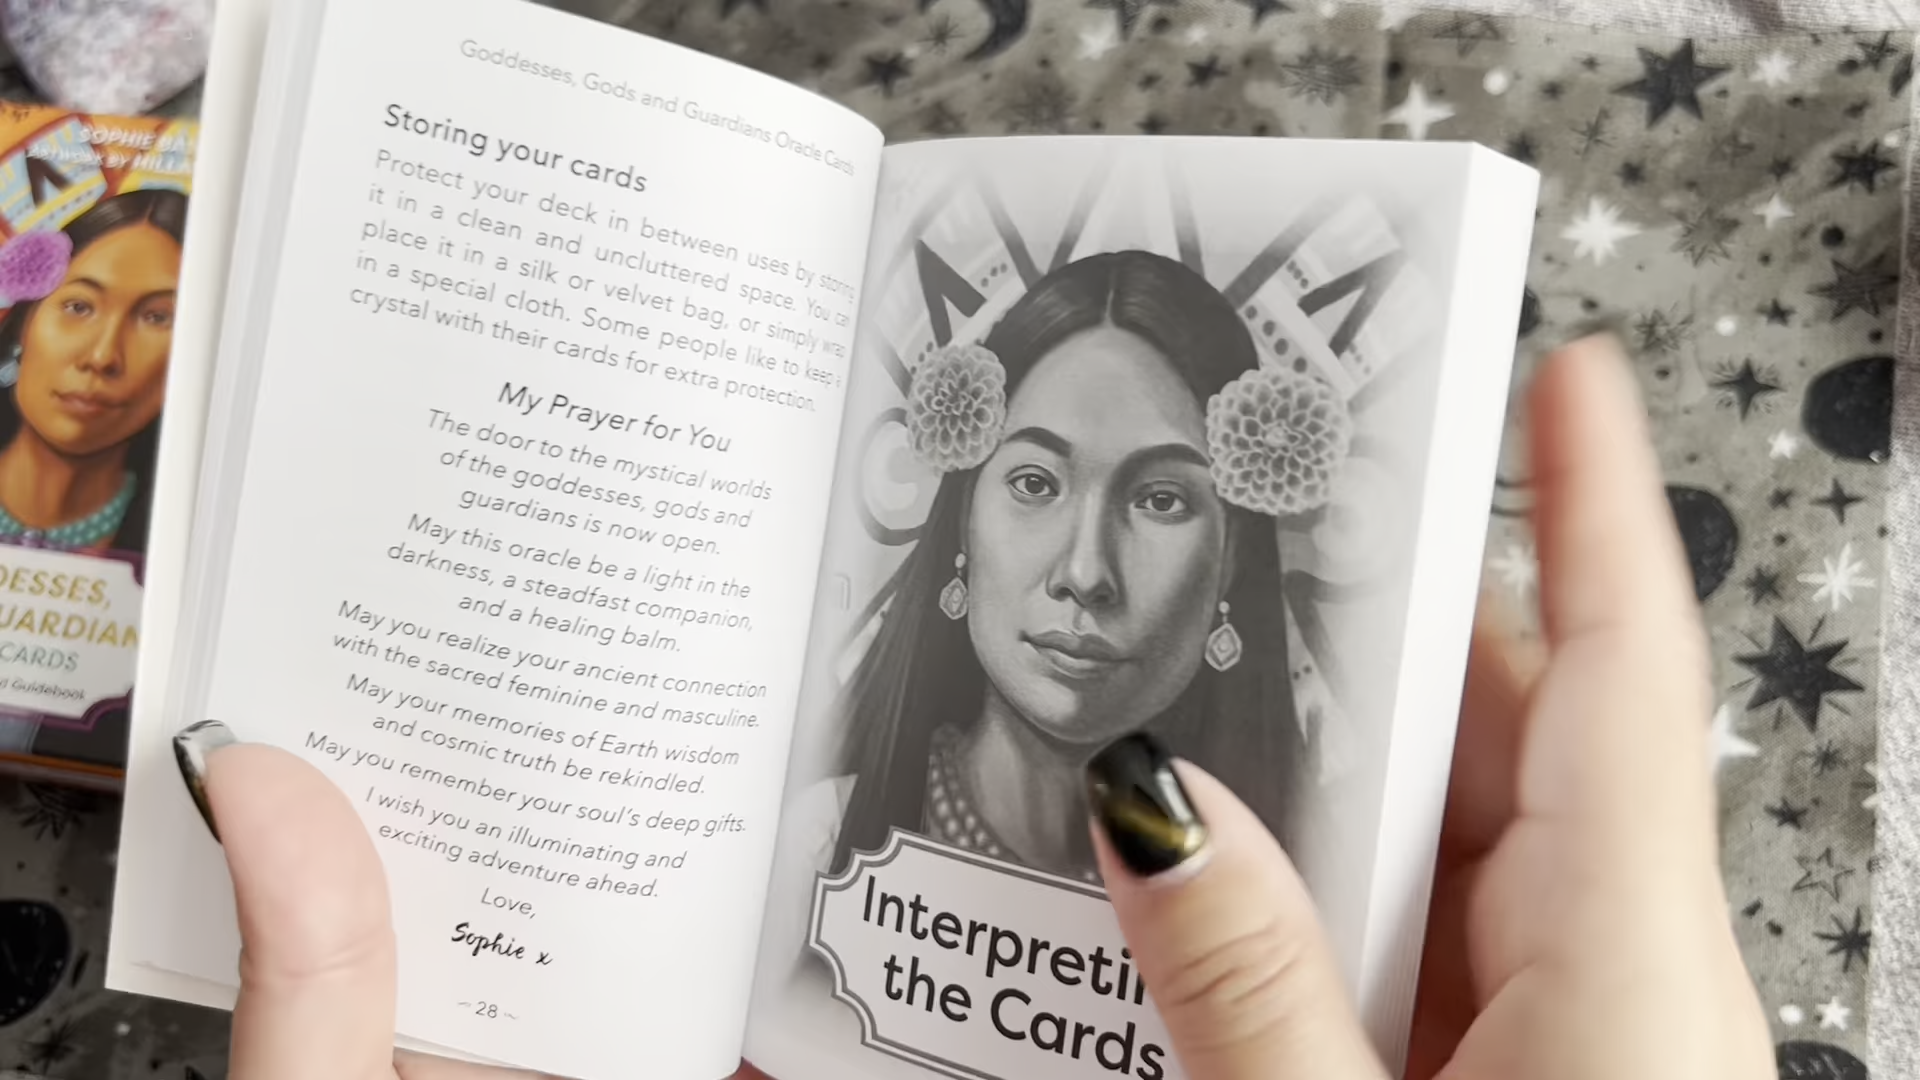 SOPHIE
ARTWORK BY
DESSES,
UARDIAN
CARDS
Guidebook
Goddesses, Gods and Guardians Oracle Cards
Storing your cards
Protect your deck in between uses by storing
it in a clean and uncluttered space. You can
place it in a silk or velvet bag, or simply wrap
in a special cloth. Some people like to keep a
crystal with their cards for extra protection.
My Prayer for You
The door to the mystical worlds
of the goddesses, gods and
guardians is now open.
May this oracle be a light in the
darkness, a steadfast companion,
and a healing balm.
May you realize your ancient connection
with the sacred feminine and masculine.
May your memories of Earth wisdom
and cosmic truth be rekindled.
May you remember your soul's deep gifts.
I wish you an illuminating and
exciting adventure ahead.
Love,
Sophie x
~ 28 ~
Interpreti
the Cards